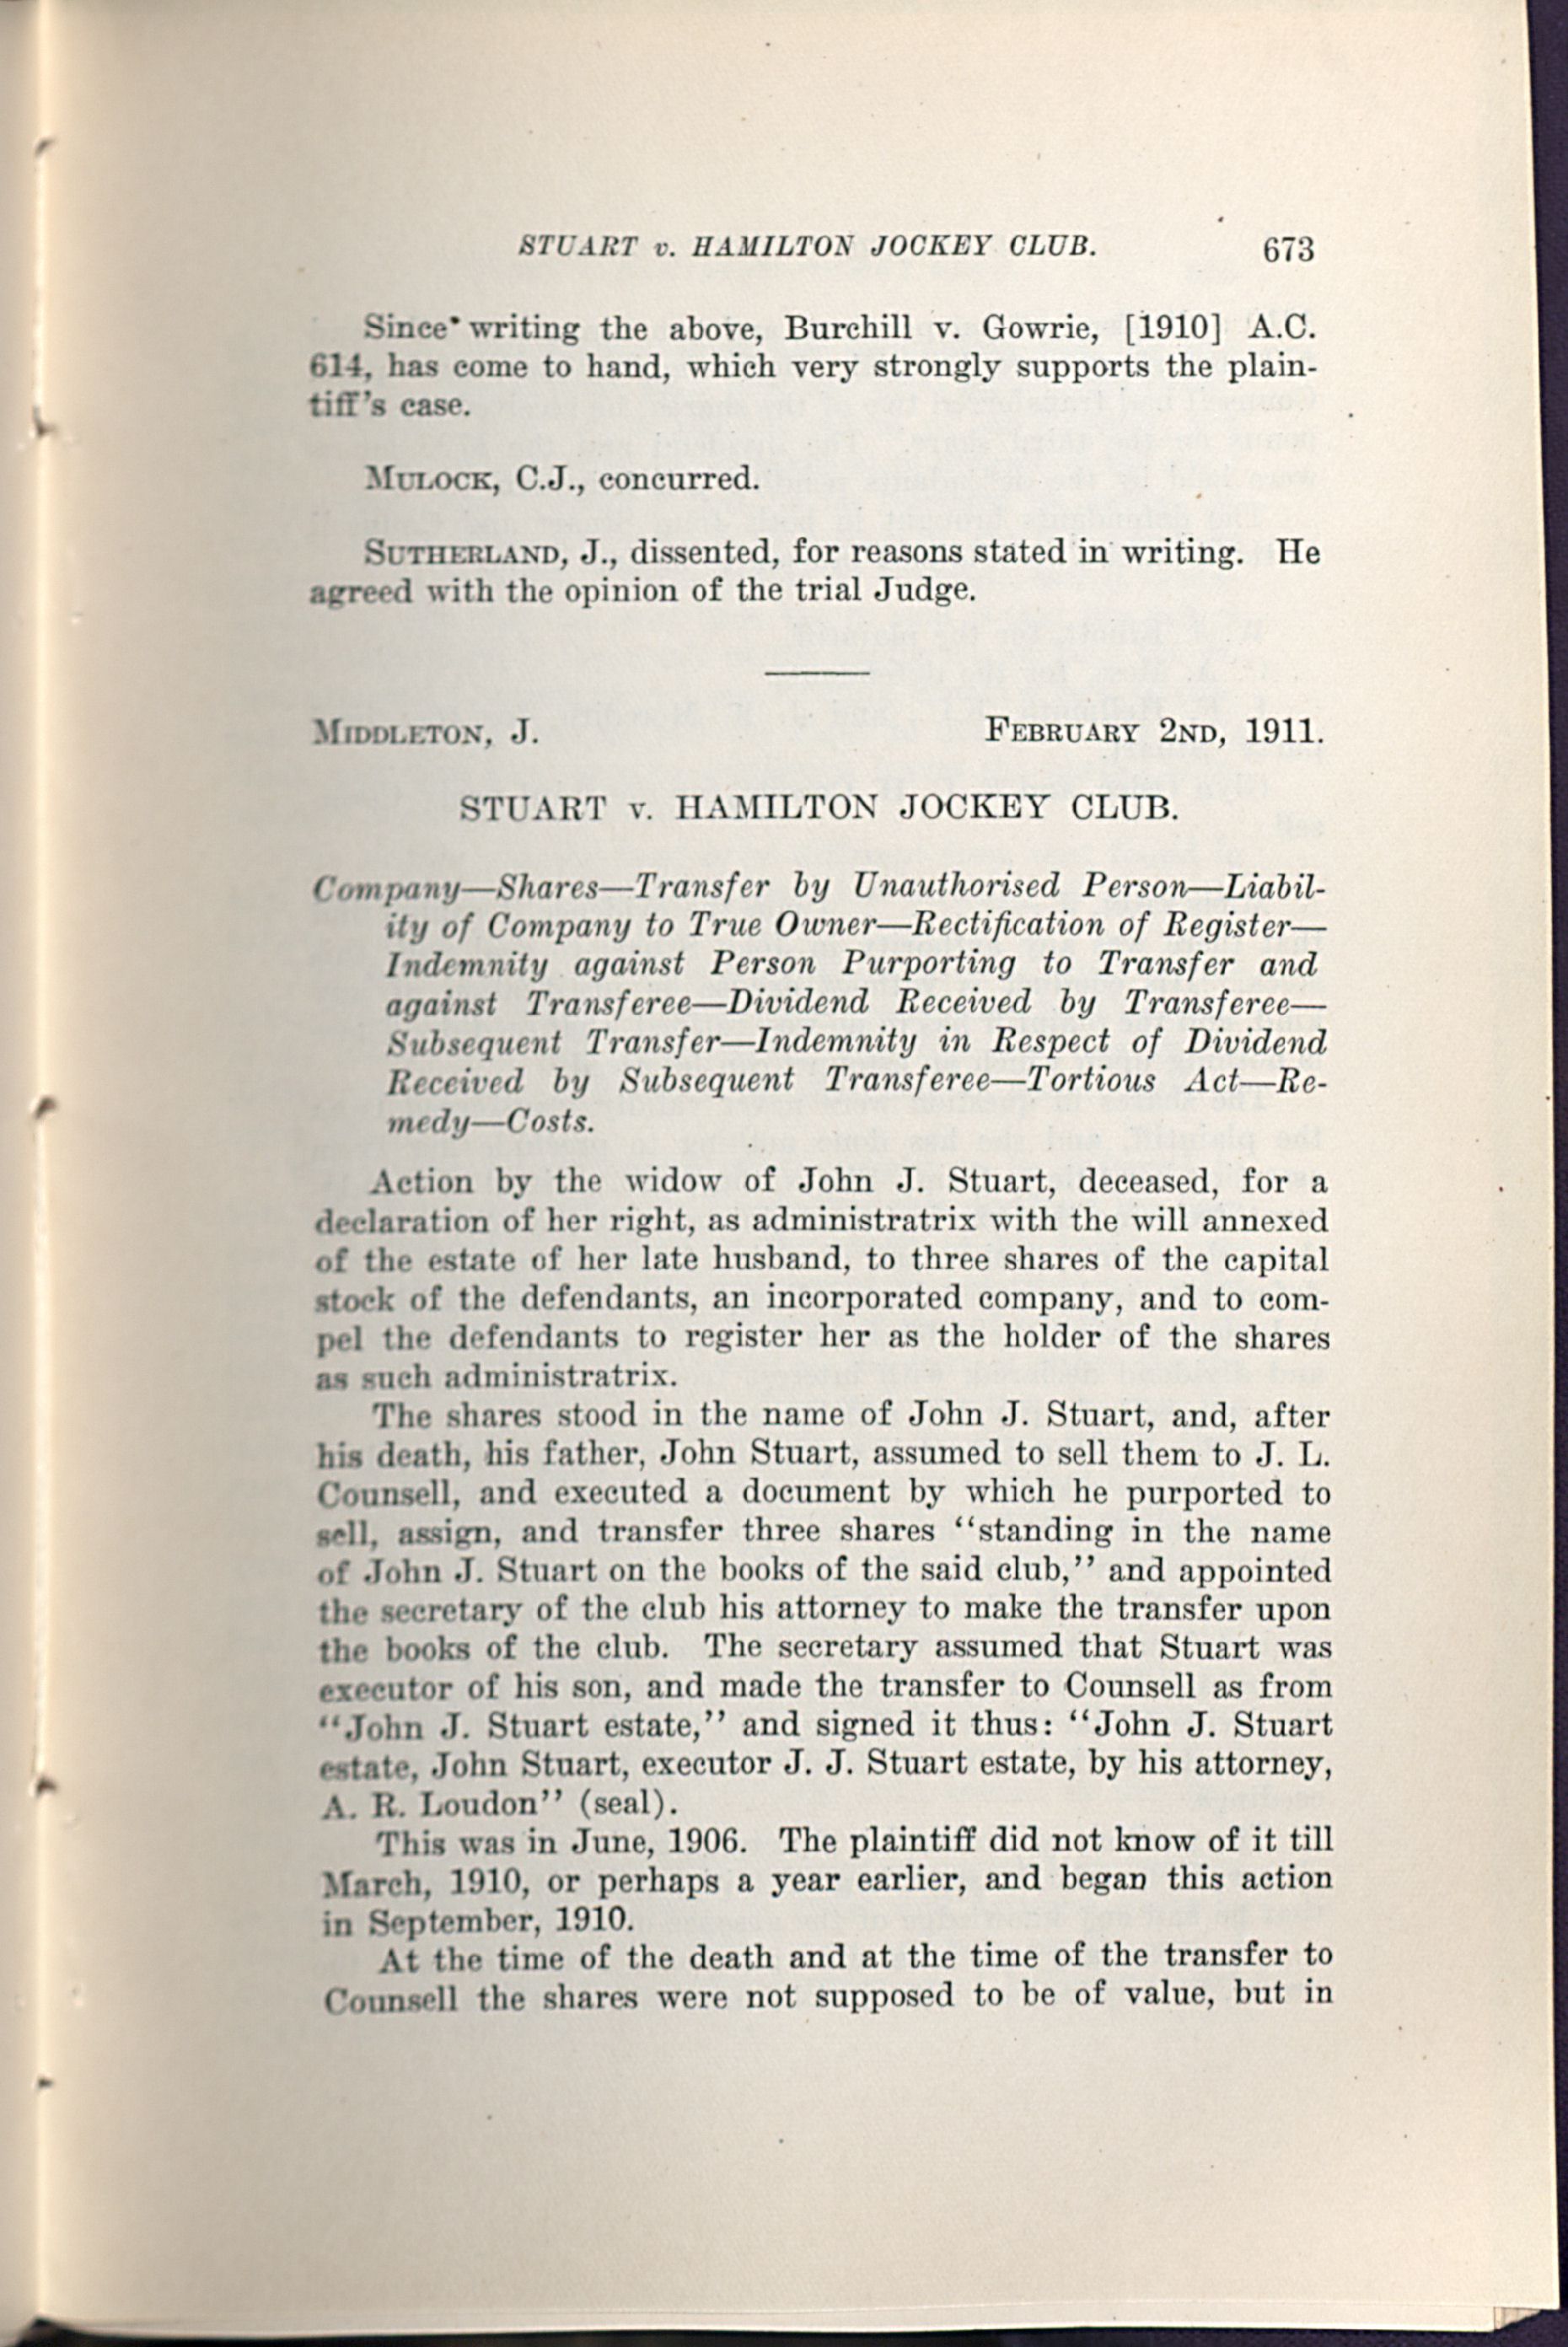 STUART v. HAMILTON JOCKEY CLUB. 673
Since writing the above, Burchill v. Gowrie, [1910] A.C.
614, has come to hand, which very strongly supports the plain-
tiff's case.
MULOCK, C.J., concurred.
SUTHERLAND, J., dissented, for reasons stated in writing. He
agreed with the opinion of the trial Judge.
MIDDLETON, J. FEBRUARY 2ND, 1911.
STUART v. HAMILTON JOCKEY CLUB.
Company—Shares—Transfer by Unauthorised Person—Liabil-
ity of Company to True Owner—Rectification of Register—
Indemnity against Person Purporting to Transfer and
against Transferee—Dividend Received by Transferee—
Subsequent Transfer—Indemnity in Respect of Dividend
Received by Subsequent Transferee—Tortious Act—Re-
medy—Costs.
Action by the widow of John J. Stuart, deceased, for a
declaration of her right, as administratrix with the will annexed
of the estate of her late husband, to three shares of the capital
stock of the defendants, an incorporated company, and to com-
pel the defendants to register her as the holder of the shares
as such administratrix.
The shares stood in the name of John J. Stuart, and, after
his death, his father, John Stuart, assumed to sell them to J. L.
Counsell, and executed a document by which he purported to
sell, assign, and transfer three shares "standing in the name
of John J. Stuart on the books of the said club," and appointed
the secretary of the club his attorney to make the transfer upon
the books of the club. The secretary assumed that Stuart was
executor of his son, and made the transfer to Counsell as from
"John J. Stuart estate," and signed it thus: "John J. Stuart
estate, John Stuart, executor J. J. Stuart estate, by his attorney,
A. R. Loudon" (seal).
This was in June, 1906. The plaintiff did not know of it till
March, 1910, or perhaps a year earlier, and began this action
in September, 1910.
At the time of the death and at the time of the transfer to
Counsell the shares were not supposed to be of value, but in